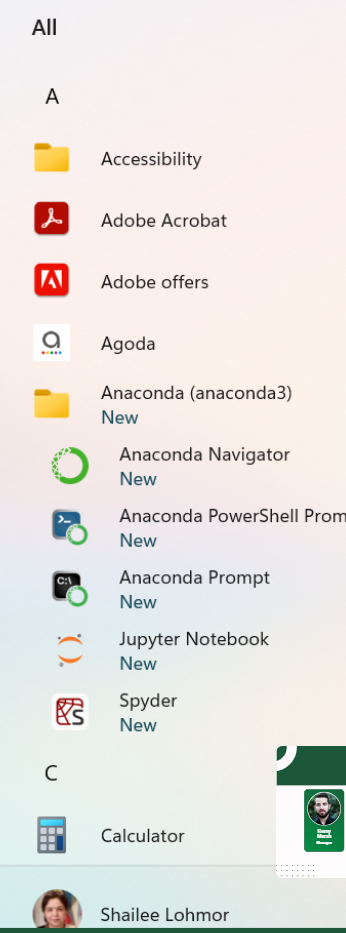 All
A
Accessibility
Adobe Acrobat
Adobe offers
Agoda
Anaconda (anaconda3)
New
Anaconda Navigator
New
Anaconda PowerShell Prom
New
Anaconda Prompt
New
Jupyter Notebook
New
Spyder
New
C
Calculator
Shailee Lohmor